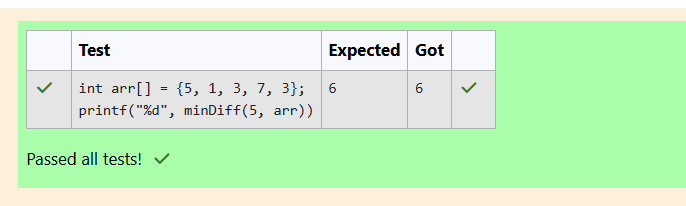 Test Expected Got
int arr[] = {5, 1, 3, 7, 3}; 6 6
printf("%d", minDiff(5, arr))
Passed all tests!